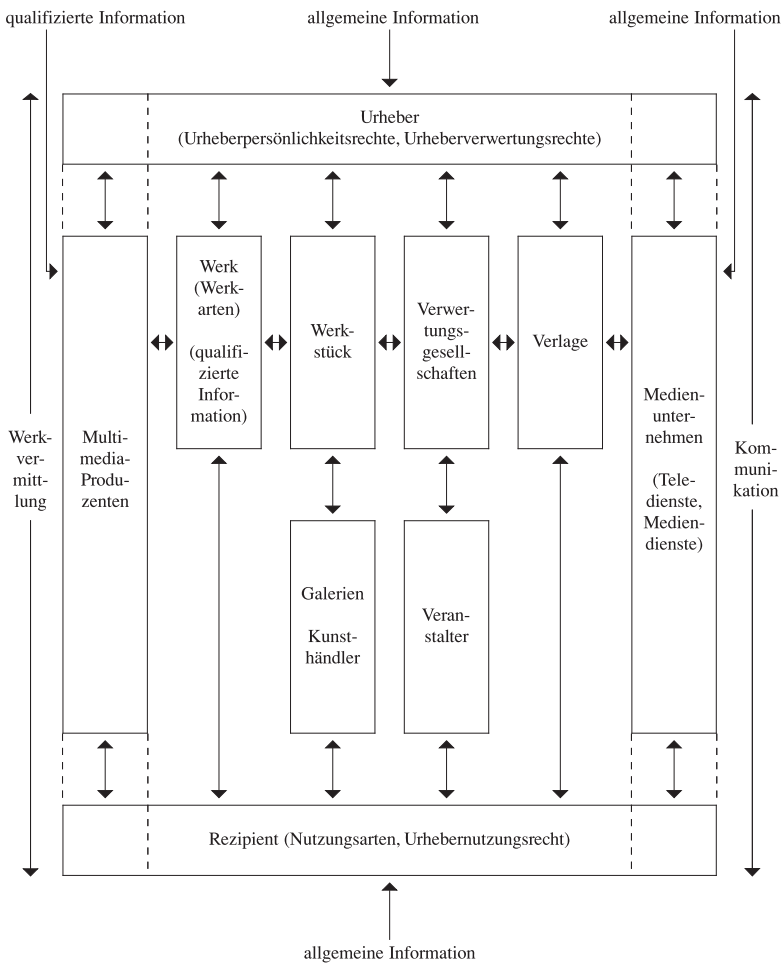 qualifizierte Information
allgemeine Information
allgemeine Information
Urheber
(Urheberpersönlichkeitsrechte, Urheberverwertungsrechte)
Werk-
ver-
mitt-
lung
Multi-
media-
Produ-
zenten
Werk
(Werk-
arten)
(qualifi-
zierte
Infor-
mation)
Werk-
stück
Verwer-
tungs-
gesell-
schaften
Verlage
Medien-
unter-
nehmen
(Tele-
dienste,
Medien-
dienste)
Kom-
muni-
kation
Galerien
Kunst-
händler
Veran-
stalter
Rezipient (Nutzungsarten, Urhebernutzungsrecht)
allgemeine Information